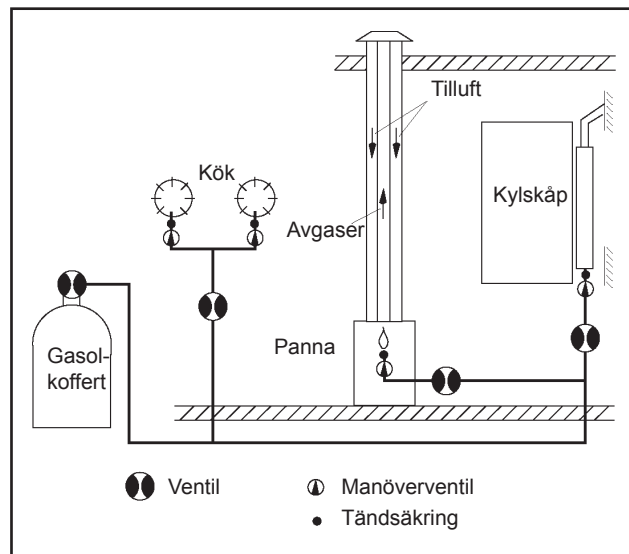 Tilluft
Kök
Kylskåp
Avgaser
Panna
Gasol-
koffert
Ventil
Manöverventil
Tändsäkring